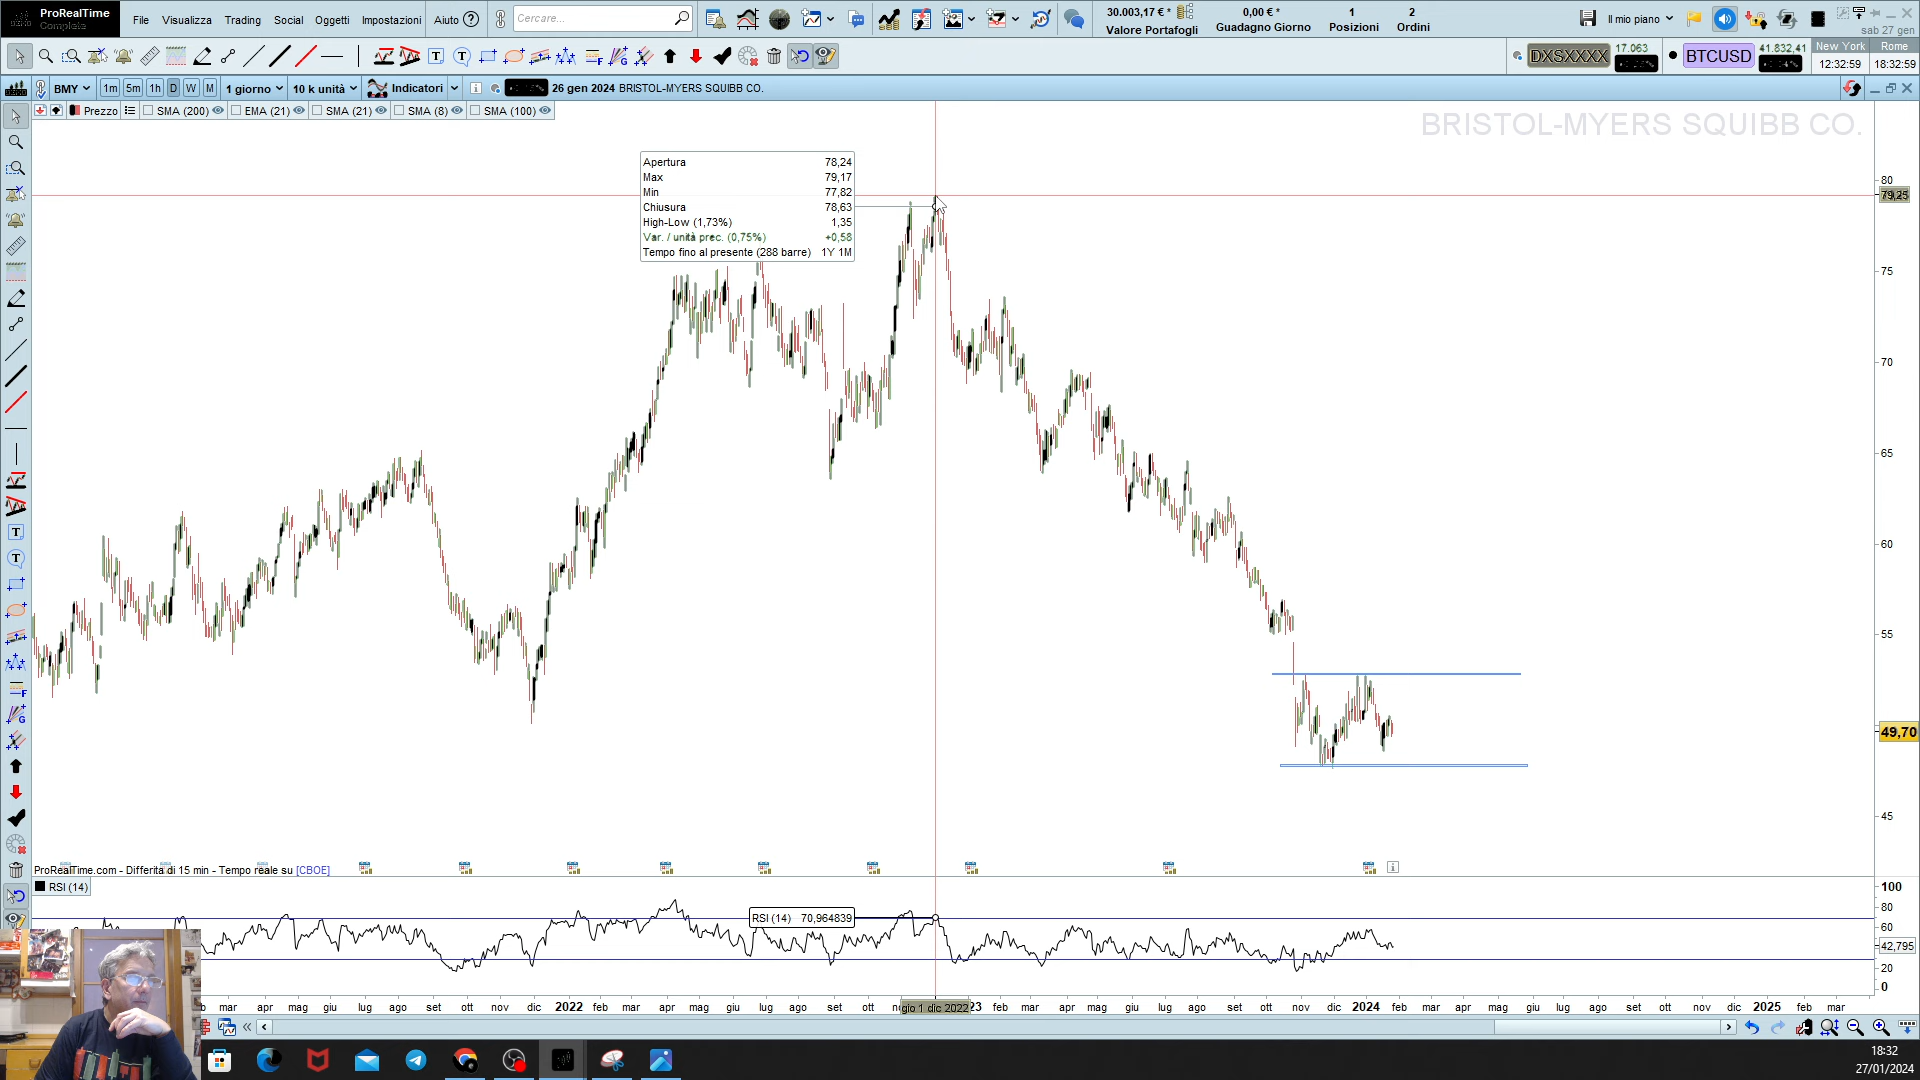 ProRealTime
Complete
File Visualizza Trading Social Oggetti Impostazioni Aiuto ?
Cercare...
30.003,17 € *
Valore Portafogli
0,00 € *
Guadagno Giorno
1
Posizioni
2
Ordini
Il mio piano
sab 27 gen
DXSXXXX
17.063
BTCUSD
41.832,41
New York
12:32:59
Rome
18:32:59
BMY 1m 5m 1h D W M 1 giorno 10 k unità Indicatori
26 gen 2024 BRISTOL-MYERS SQUIBB CO.
Prezzo SMA (200) EMA (21) SMA (21) SMA (8) SMA (100)
BRISTOL-MYERS SQUIBB CO.
Apertura 78,24
Max 79,17
Min 77,82
Chiusura 78,63
High-Low (1,73%) 1,35
Var. / unità prec. (0,75%) +0,58
Tempo fino al presente (288 barre) 1Y 1M
80
79,25
75
70
65
60
55
49,70
45
ProRealTime.com - Differita di 15 min - Tempo reale su [CBOE]
RSI (14)
RSI (14) 70,964839
100
80
60
42,795
20
0
mar apr mag giu lug ago set ott nov dic 2022 feb mar apr mag giu lug ago set ott gio 1 dic 2022 23 feb mar apr mag giu lug ago set ott nov dic 2024 feb mar apr mag giu lug ago set ott nov dic 2025 feb mar
18:32
27/01/2024